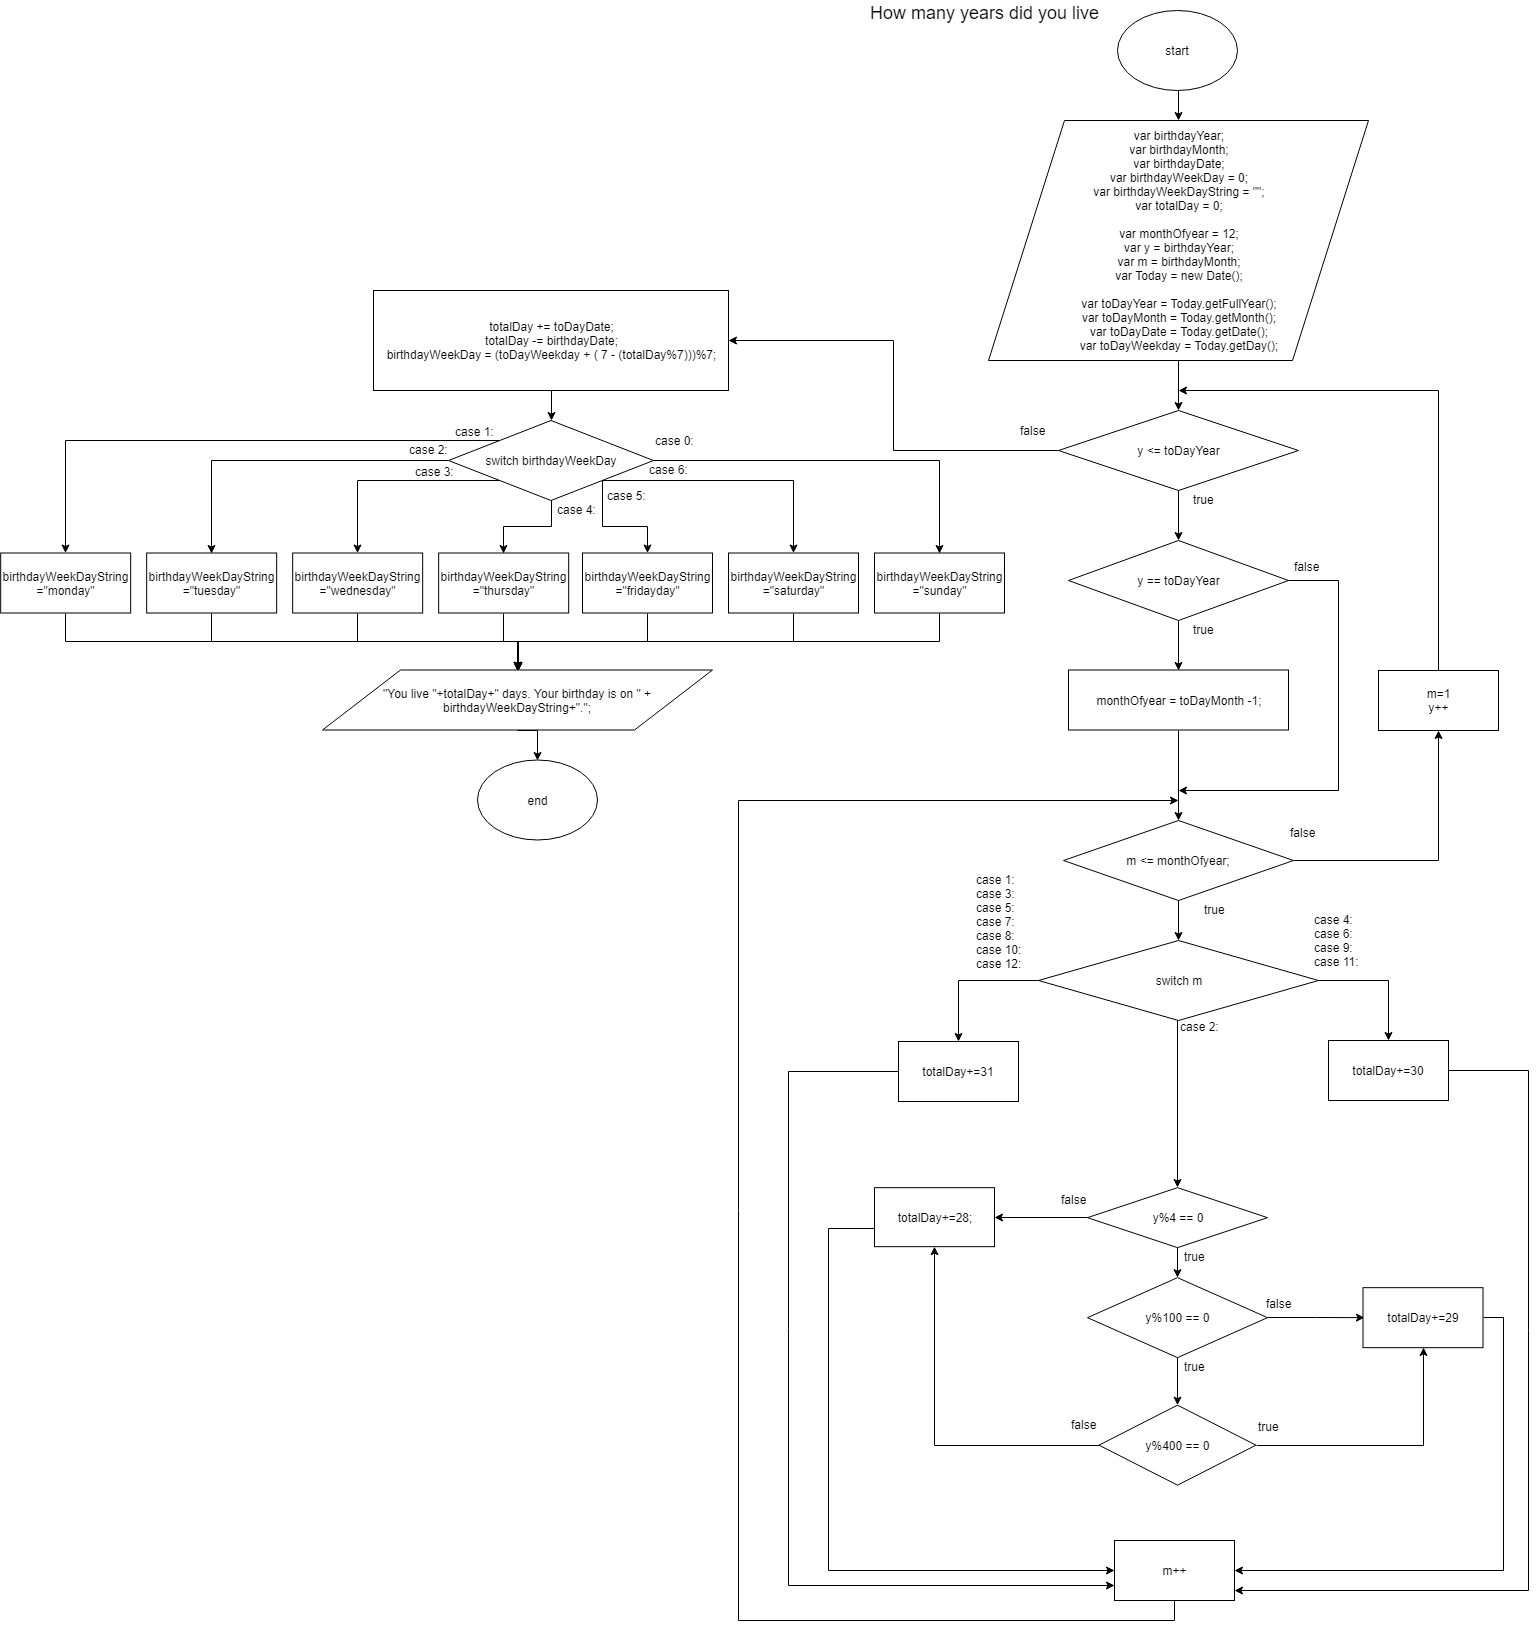 How many years did you live
start
var birthdayYear;
var birthdayMonth;
var birthdayDate;
var birthdayWeekDay = 0;
var birthdayWeekDayString = "";
var totalDay = 0;
var monthOfyear = 12;
var y = birthdayYear;
var m = birthdayMonth;
var Today = new Date();
var toDayYear = Today.getFullYear();
var toDayMonth = Today.getMonth();
var toDayDate = Today.getDate();
var toDayWeekday = Today.getDay();
y <= toDayYear
false
true
y == toDayYear
false
true
monthOfyear = toDayMonth -1;
m=1
y++
m <= monthOfyear;
false
true
case 1:
case 3:
case 5:
case 7:
case 8:
case 10:
case 12:
case 4:
case 6:
case 9:
case 11:
switch m
case 2:
totalDay+=31
totalDay+=30
y%4 == 0
false
true
totalDay+=28;
y%100 == 0
false
true
totalDay+=29
y%400 == 0
false
true
m++
totalDay += toDayDate;
totalDay -= birthdayDate;
birthdayWeekDay = (toDayWeekday + ( 7 - (totalDay%7)))%7;
switch birthdayWeekDay
case 1:
case 2:
case 3:
case 4:
case 5:
case 6:
case 0:
birthdayWeekDayString
="monday"
birthdayWeekDayString
="tuesday"
birthdayWeekDayString
="wednesday"
birthdayWeekDayString
="thursday"
birthdayWeekDayString
="fridayday"
birthdayWeekDayString
="saturday"
birthdayWeekDayString
="sunday"
"You live "+totalDay+" days. Your birthday is on " +
birthdayWeekDayString+".";
end